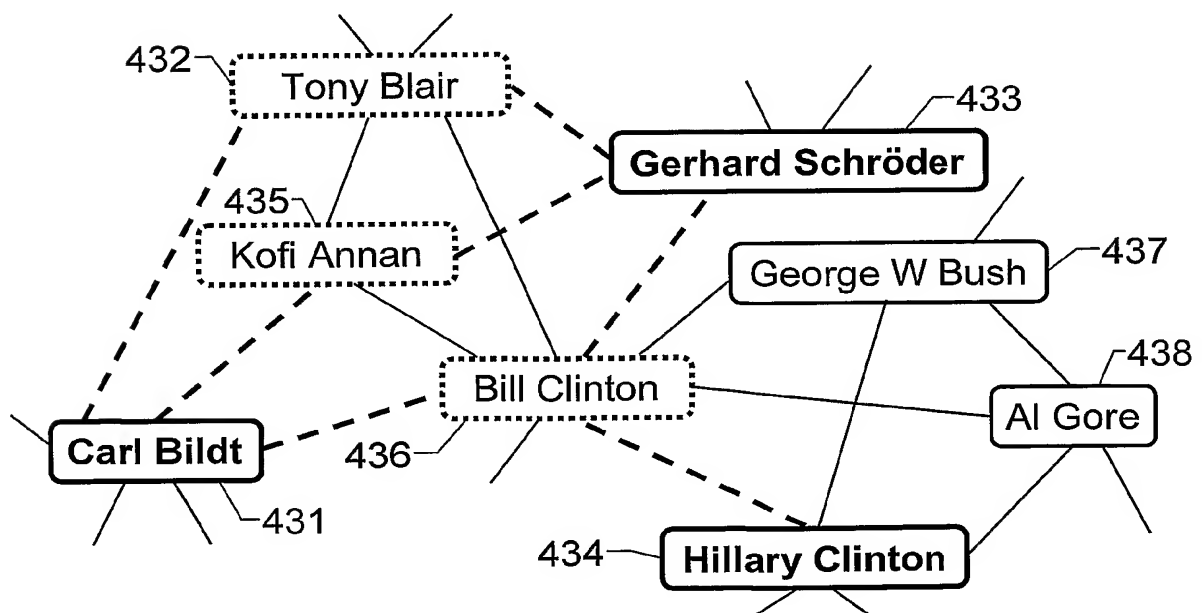 432
Tony Blair
433
Gerhard Schröder
435
Kofi Annan
437
George W Bush
438
Bill Clinton
Al Gore
Carl Bildt
436
431
434
Hillary Clinton